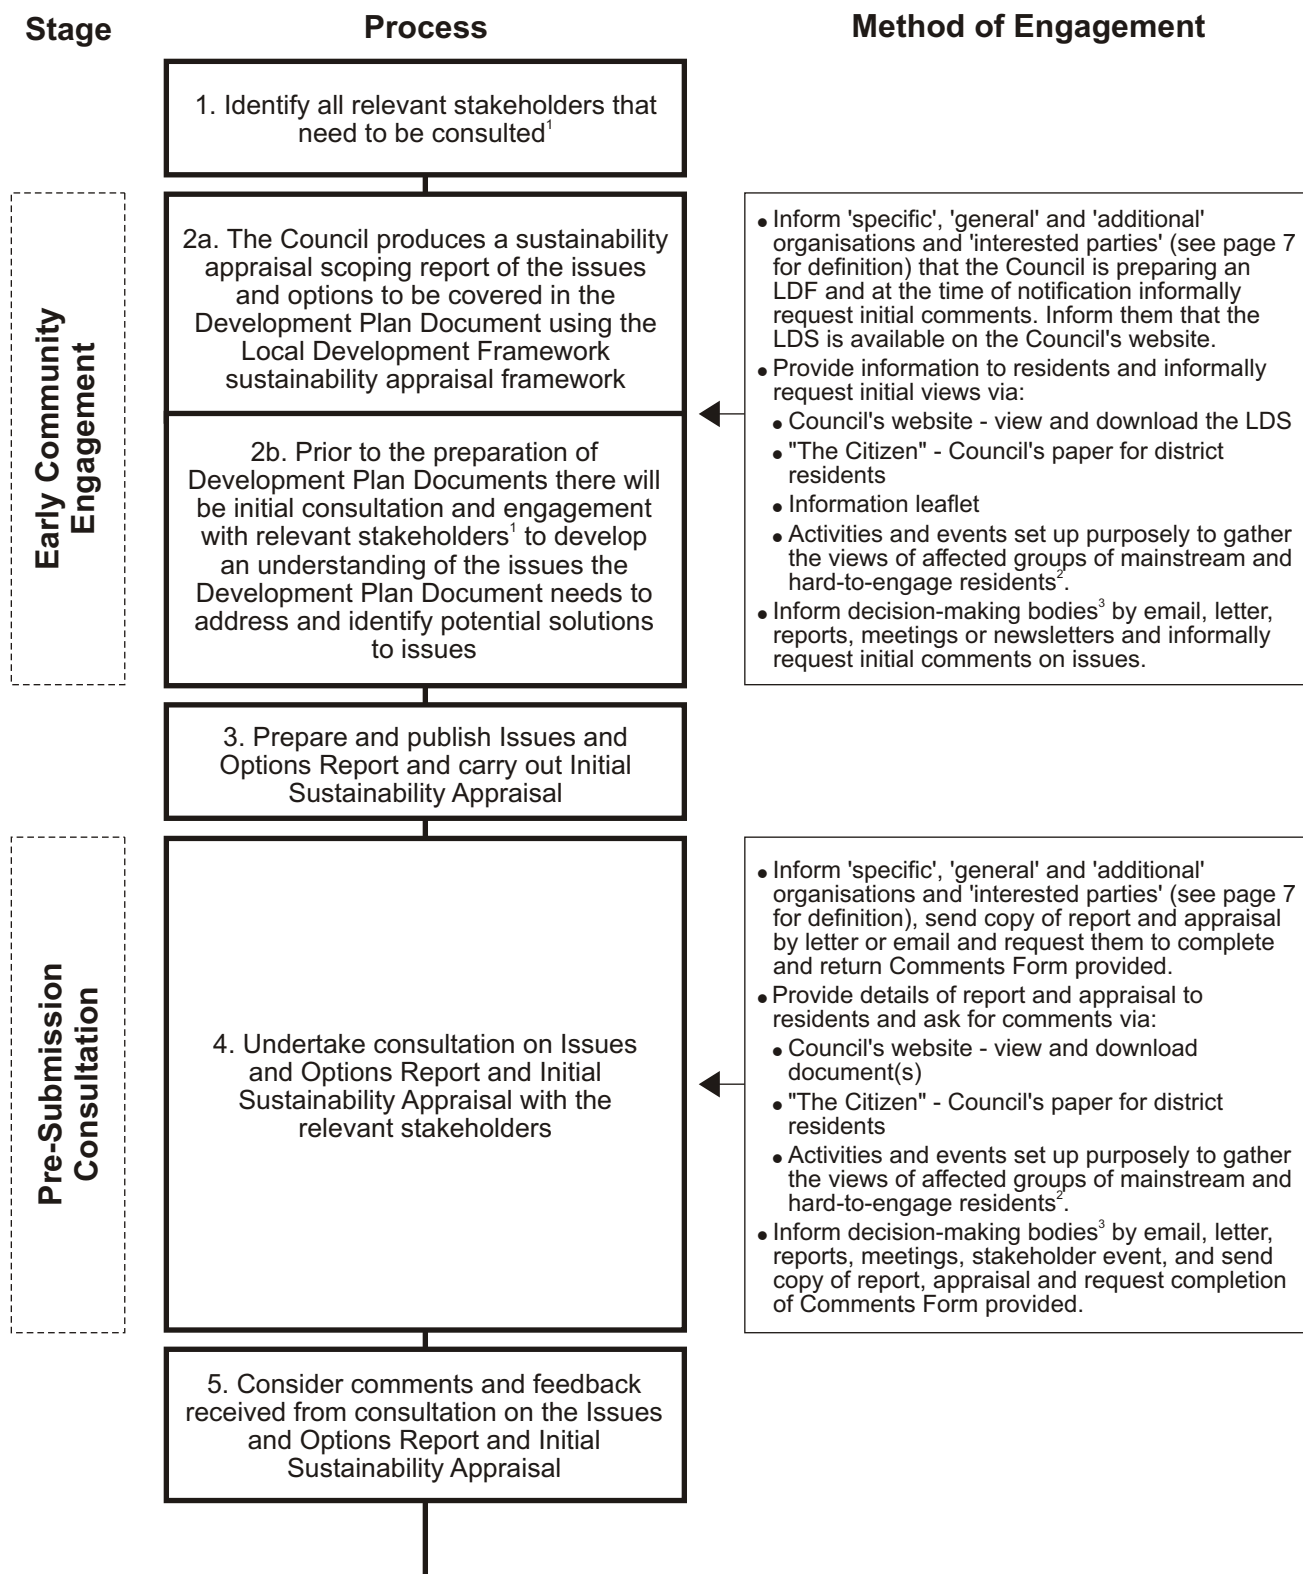 Stage
Process
Method of Engagement
1. Identify all relevant stakeholders that
need to be consulted¹
Early Community
Engagement
2a. The Council produces a sustainability
appraisal scoping report of the issues
and options to be covered in the
Development Plan Document using the
Local Development Framework
sustainability appraisal framework
2b. Prior to the preparation of
Development Plan Documents there will
be initial consultation and engagement
with relevant stakeholders¹ to develop
an understanding of the issues the
Development Plan Document needs to
address and identify potential solutions
to issues
• Inform 'specific', 'general' and 'additional'
organisations and 'interested parties' (see page 7
for definition) that the Council is preparing an
LDF and at the time of notification informally
request initial comments. Inform them that the
LDS is available on the Council's website.
• Provide information to residents and informally
request initial views via:
• Council's website - view and download the LDS
• "The Citizen" - Council's paper for district
residents
• Information leaflet
• Activities and events set up purposely to gather
the views of affected groups of mainstream and
hard-to-engage residents².
• Inform decision-making bodies³ by email, letter,
reports, meetings or newsletters and informally
request initial comments on issues.
3. Prepare and publish Issues and
Options Report and carry out Initial
Sustainability Appraisal
Pre-Submission
Consultation
4. Undertake consultation on Issues
and Options Report and Initial
Sustainability Appraisal with the
relevant stakeholders
• Inform 'specific', 'general' and 'additional'
organisations and 'interested parties' (see page 7
for definition), send copy of report and appraisal
by letter or email and request them to complete
and return Comments Form provided.
• Provide details of report and appraisal to
residents and ask for comments via:
• Council's website - view and download
document(s)
• "The Citizen" - Council's paper for district
residents
• Activities and events set up purposely to gather
the views of affected groups of mainstream and
hard-to-engage residents².
• Inform decision-making bodies³ by email, letter,
reports, meetings, stakeholder event, and send
copy of report, appraisal and request completion
of Comments Form provided.
5. Consider comments and feedback
received from consultation on the Issues
and Options Report and Initial
Sustainability Appraisal